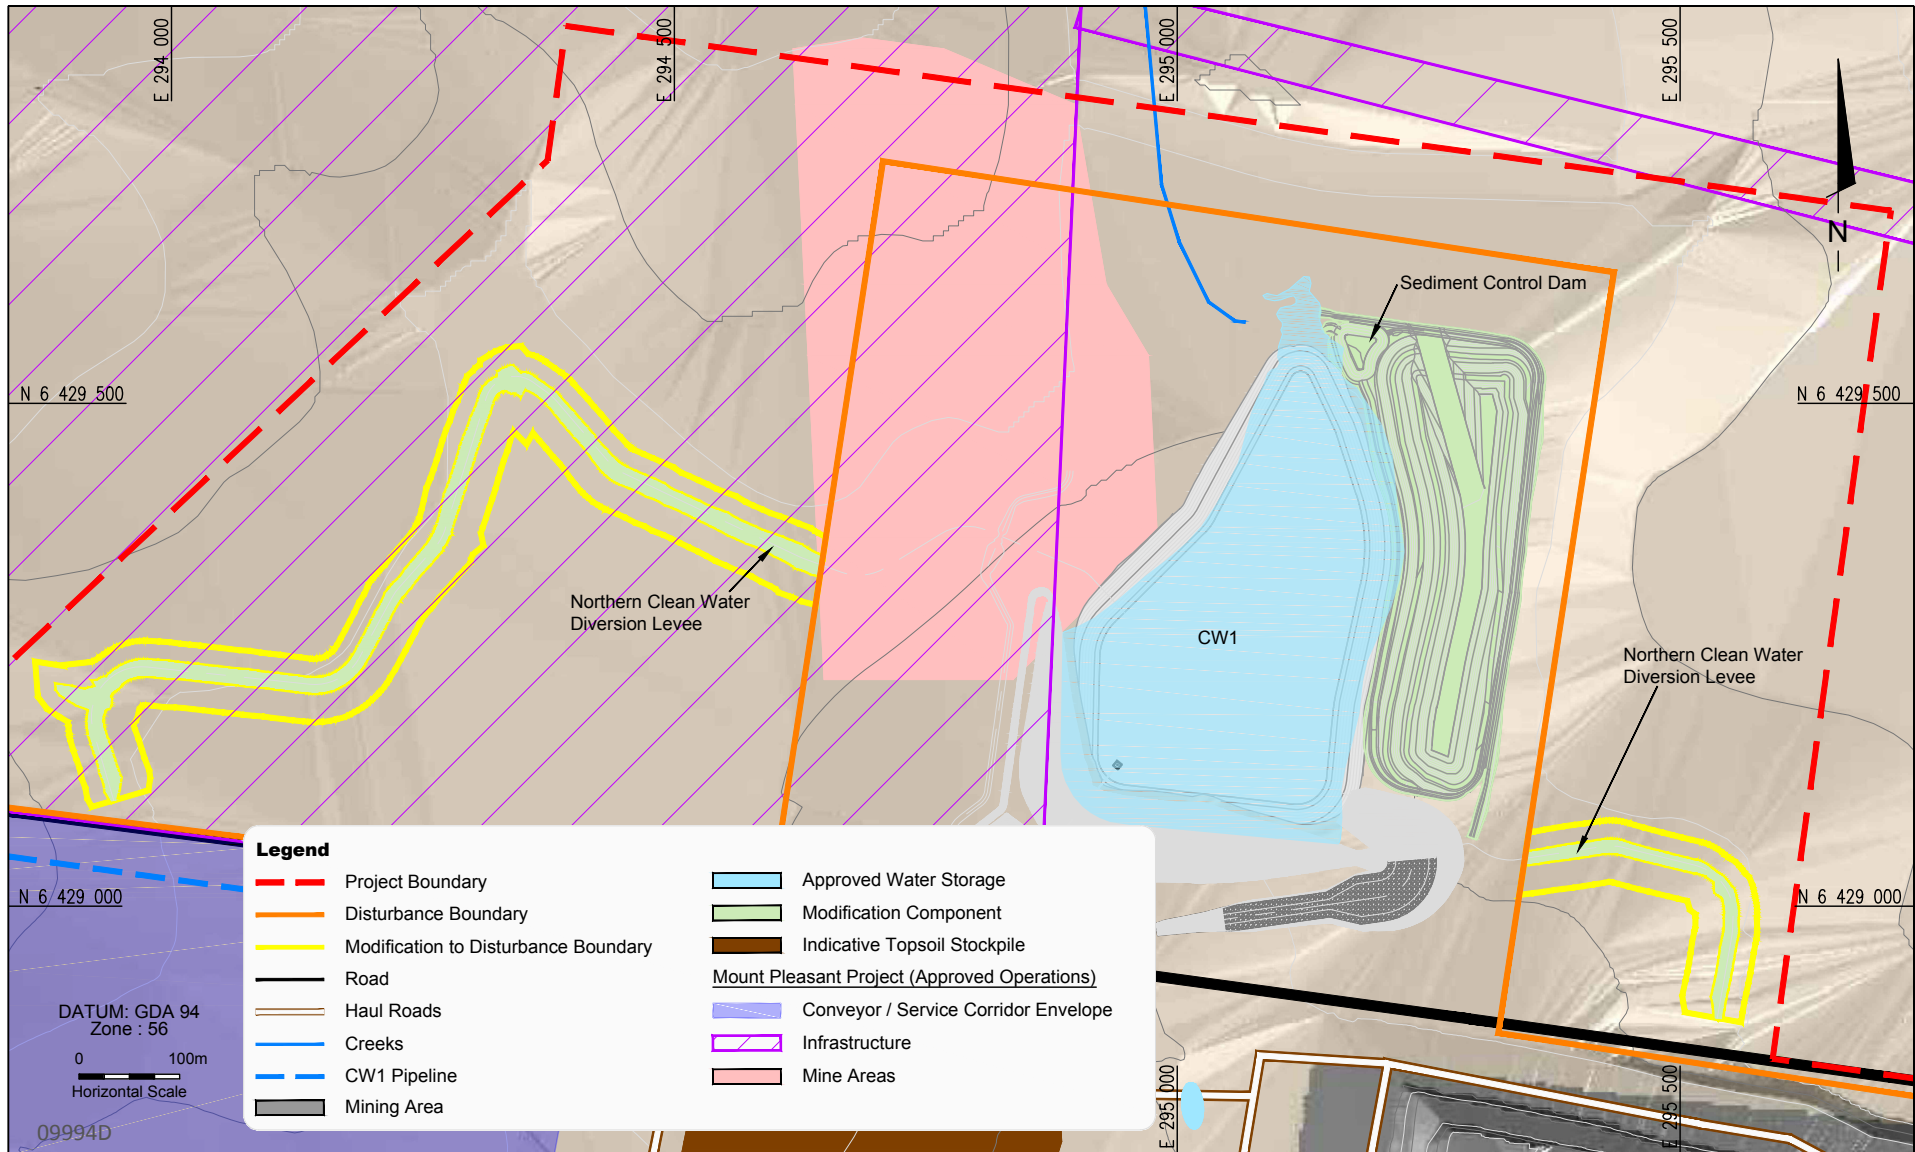 E 294 000
E 294 500
E 295 000
E 295 500
N
Sediment Control Dam
N 6 429 500
N 6 429 500
Northern Clean Water
Diversion Levee
CW1
Northern Clean Water
Diversion Levee
N 6 429 000
N 6 429 000
Legend
Project Boundary
Disturbance Boundary
Modification to Disturbance Boundary
Road
Haul Roads
Creeks
CW1 Pipeline
Mining Area
Approved Water Storage
Modification Component
Indicative Topsoil Stockpile
Mount Pleasant Project (Approved Operations)
Conveyor / Service Corridor Envelope
Infrastructure
Mine Areas
DATUM: GDA 94
Zone : 56
0 100m
Horizontal Scale
09994D
E 295 000
E 295 500